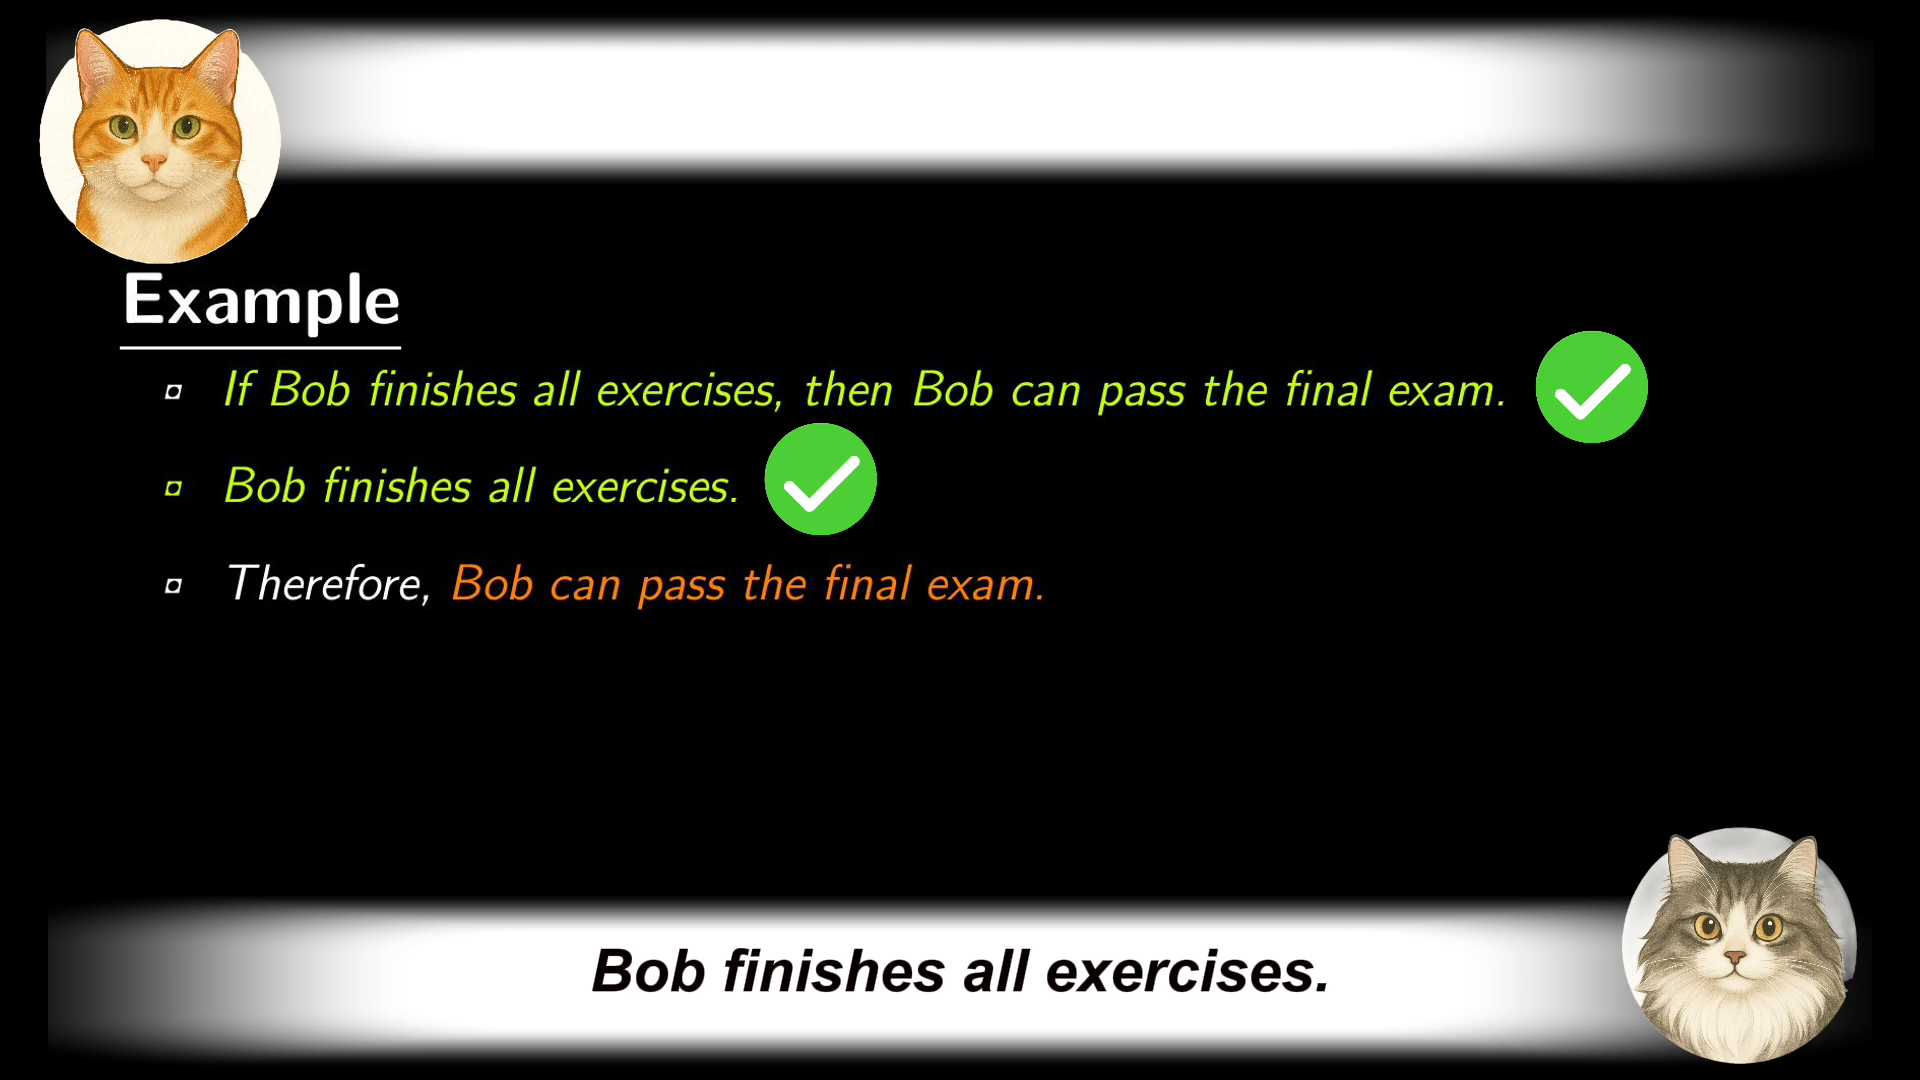 Example
If Bob finishes all exercises, then Bob can pass the final exam.
Bob finishes all exercises.
Therefore, Bob can pass the final exam.
Bob finishes all exercises.